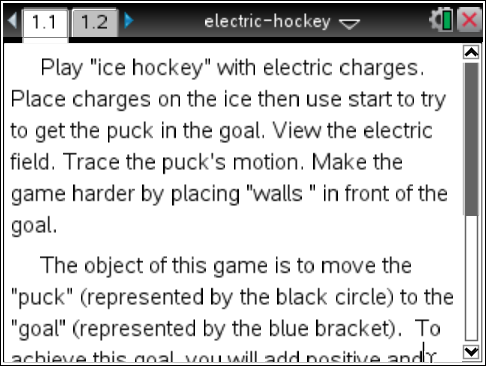 1.1 1.2 electric-hockey
Play "ice hockey" with electric charges.
Place charges on the ice then use start to try
to get the puck in the goal. View the electric
field. Trace the puck's motion. Make the
game harder by placing "walls " in front of the
goal.
The object of this game is to move the
"puck" (represented by the black circle) to the
"goal" (represented by the blue bracket).  To
achieve this goal, you will add positive and